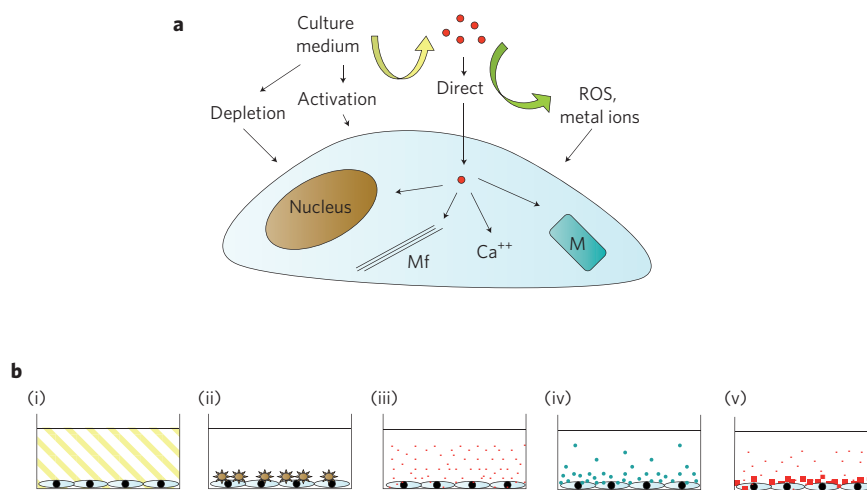 a
Culture
medium
Depletion
Activation
Direct
ROS,
metal ions
Nucleus
Mf
Ca⁺⁺
M
b
(i)
(ii)
(iii)
(iv)
(v)